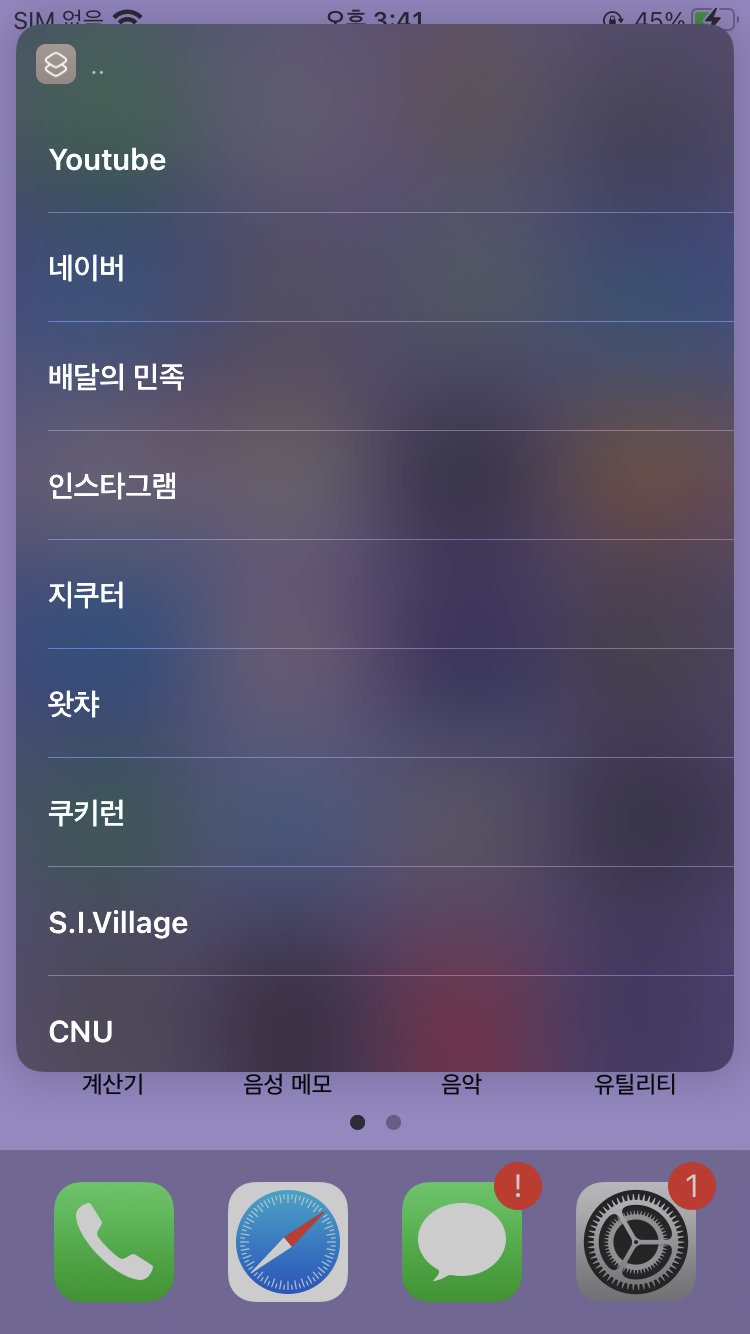 SIM 없음 오후 3:41 45%
..
Youtube
네이버
배달의 민족
인스타그램
지쿠터
왓챠
쿠키런
S.I.Village
CNU
계산기 음성 메모 음악 유틸리티
! 1